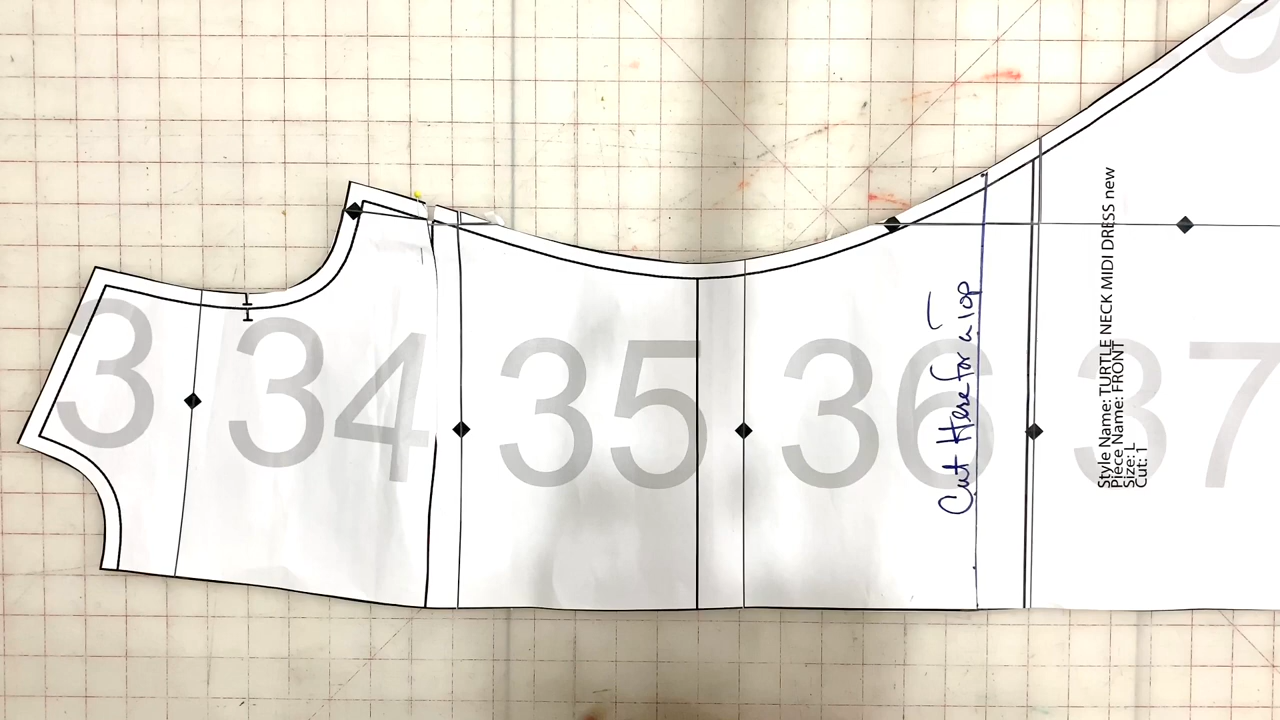 3
34
35
36
37
Cut Here for a Top
Style Name: TURTLE NECK MIDI DRESS new
Piece Name: FRONT
Size: L
Cut: 1